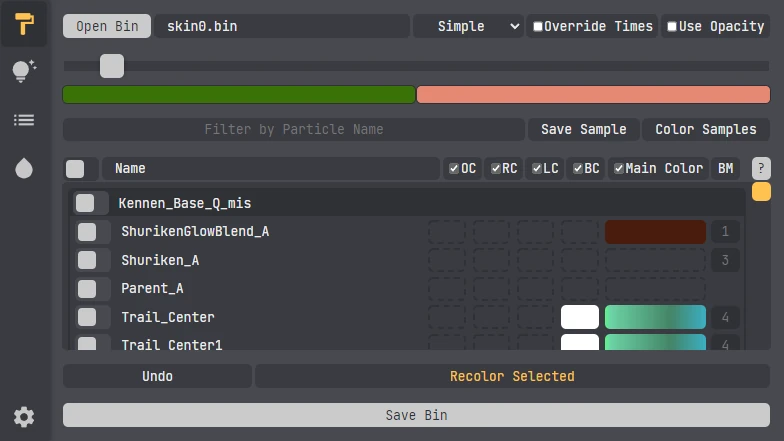 Open Bin skin0.bin Simple Override Times Use Opacity
Filter by Particle Name Save Sample Color Samples
Name OC RC LC BC Main Color BM ?
Kennen_Base_Q_mis
ShurikenGlowBlend_A 1
Shuriken_A 3
Parent_A
Trail_Center 4
Trail_Center1 4
Undo Recolor Selected
Save Bin